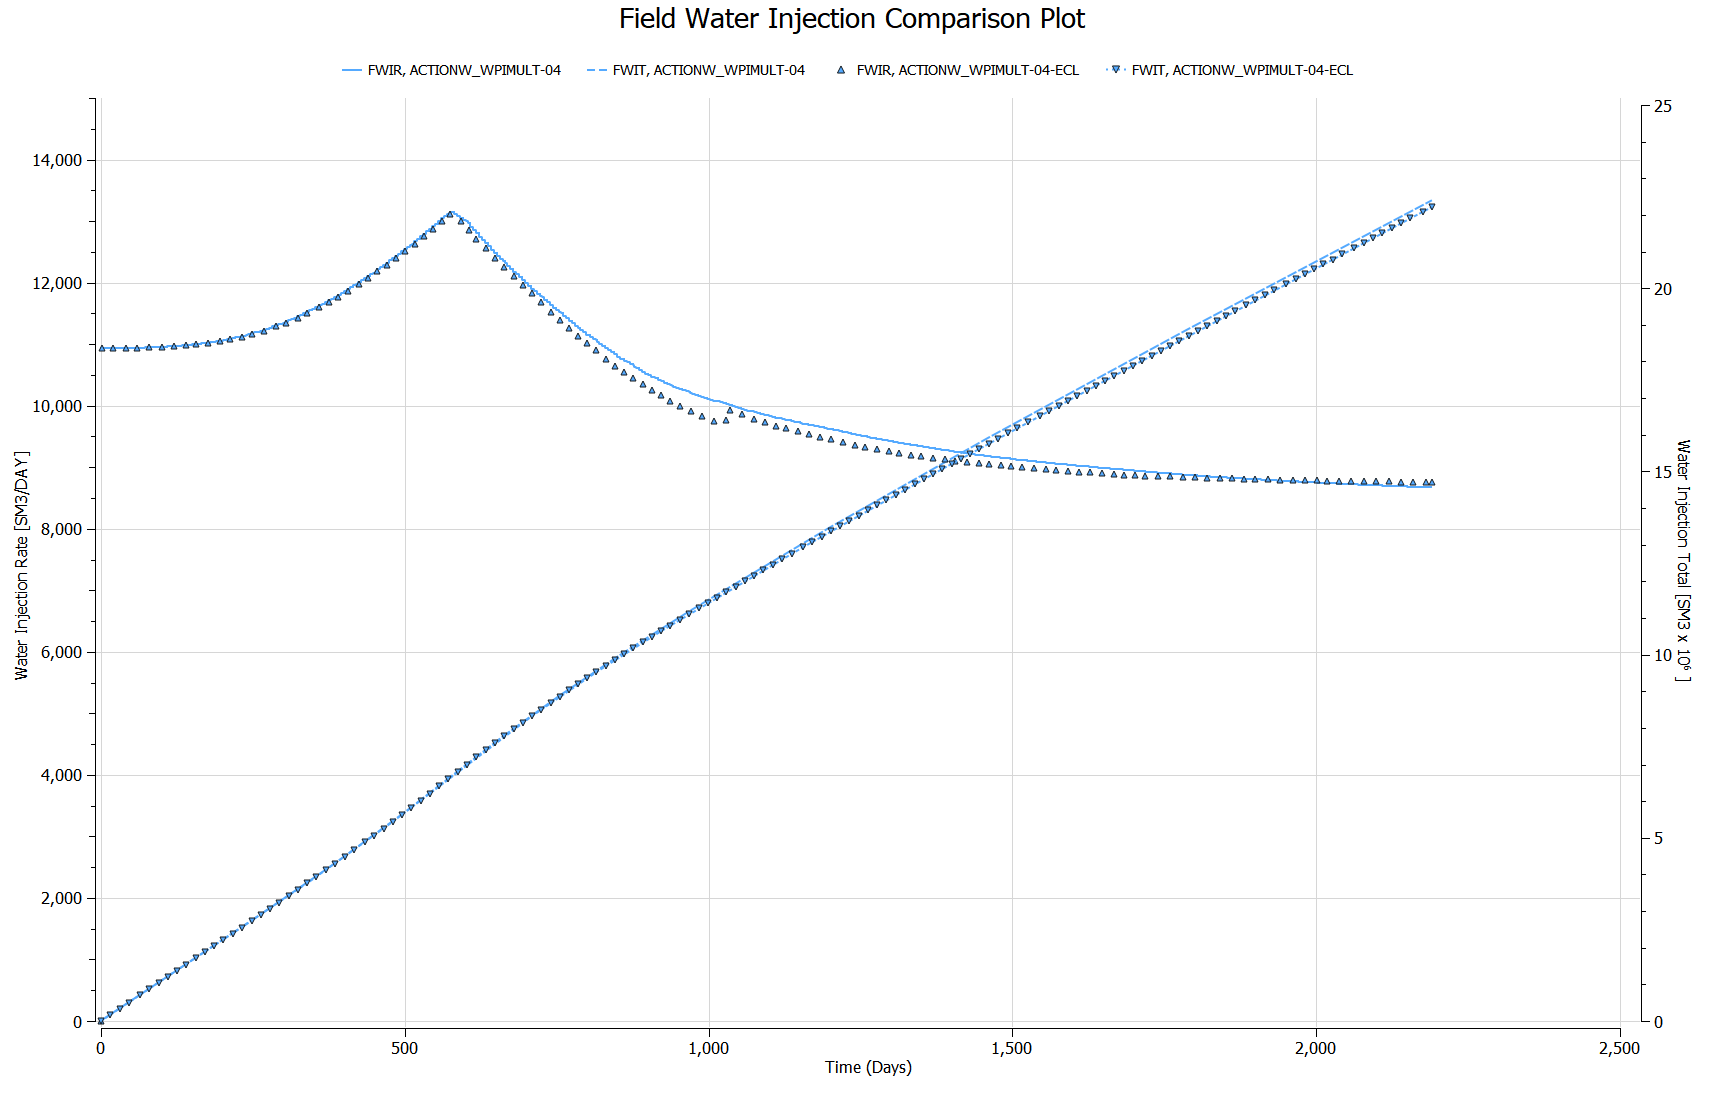 Field Water Injection Comparison Plot
FWIR, ACTIONW_WPIMULT-04 FWIT, ACTIONW_WPIMULT-04 FWIR, ACTIONW_WPIMULT-04-ECL FWIT, ACTIONW_WPIMULT-04-ECL
Water Injection Rate [SM3/DAY]
14,000
12,000
10,000
8,000
6,000
4,000
2,000
0
25
20
15
10
5
0
Water Injection Total [SM3 x 10⁶ ]
0 500 1,000 1,500 2,000 2,500
Time (Days)